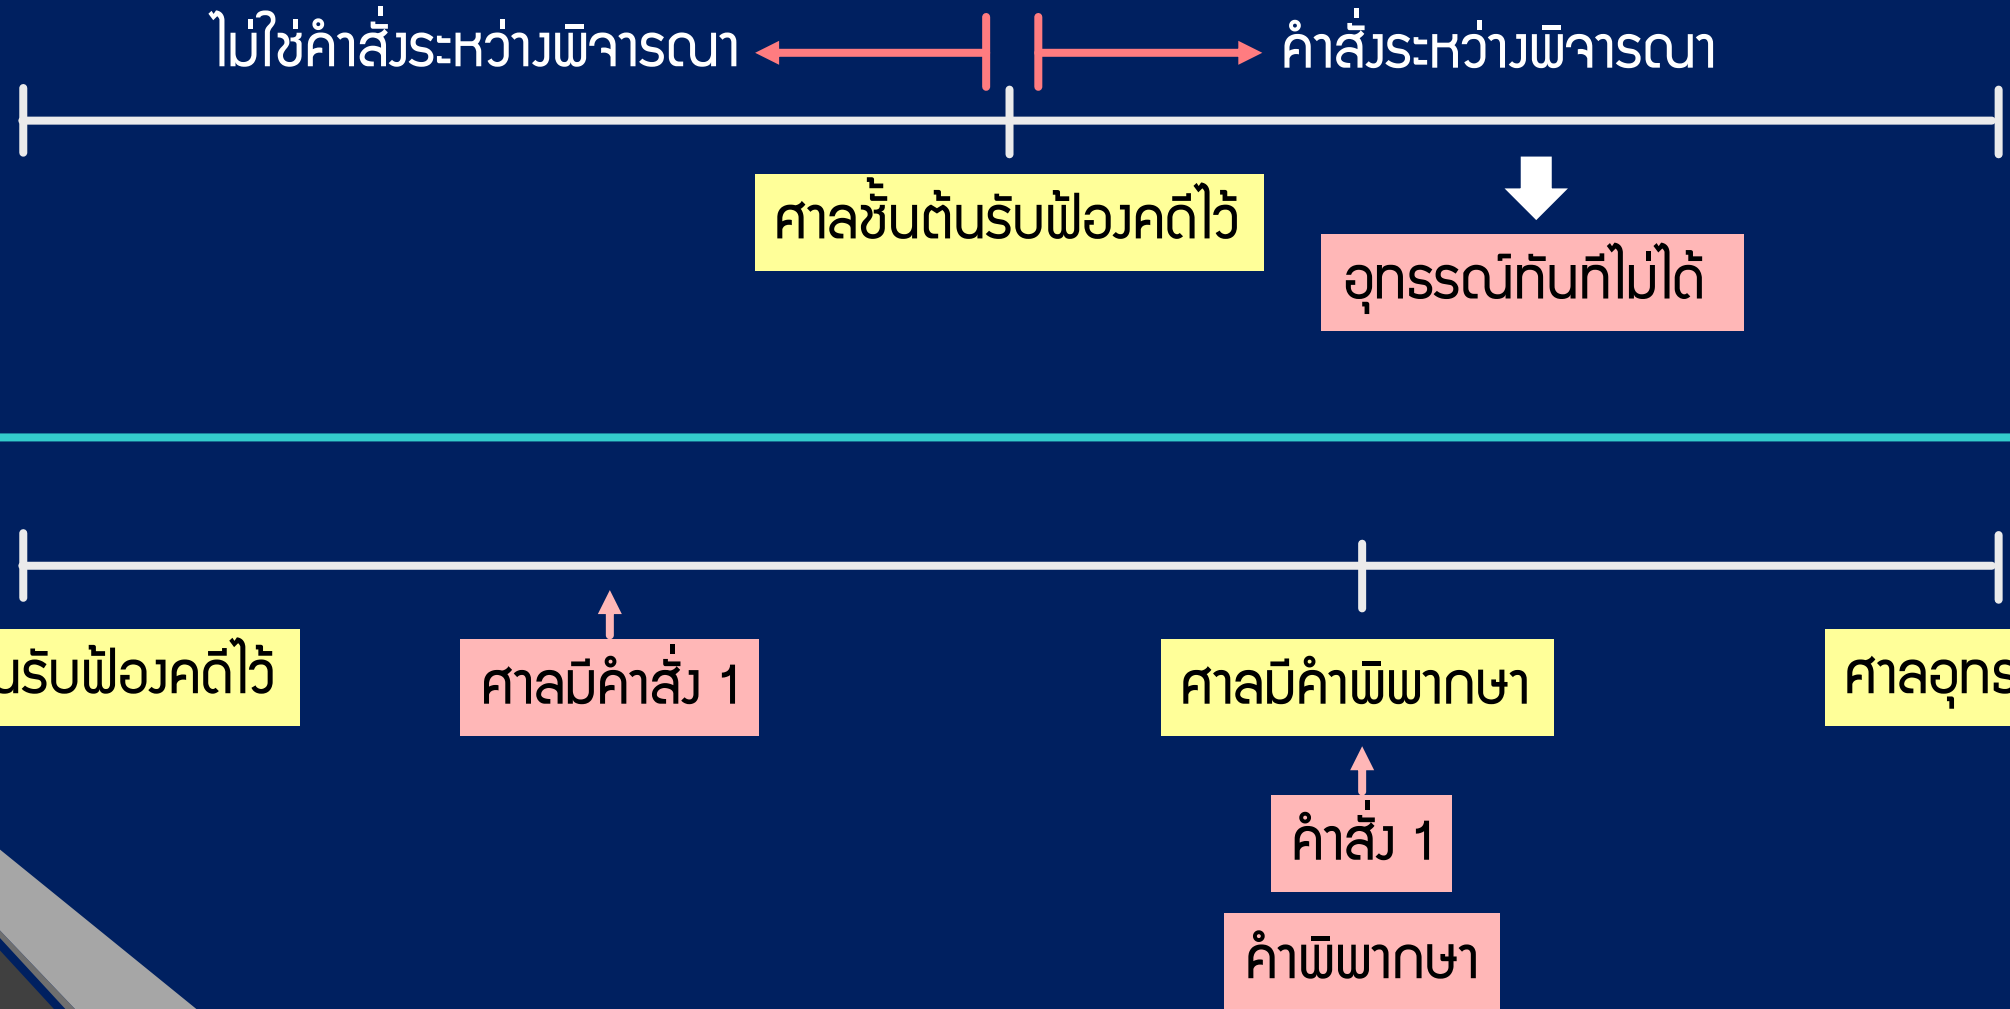 ไม่ใช่คำสั่งระหว่างพิจารณา
คำสั่งระหว่างพิจารณา
ศาลชั้นต้นรับฟ้องคดีไว้
อุทธรณ์ทันทีไม่ได้
นรับฟ้องคดีไว้
ศาลมีคำสั่ง 1
ศาลมีคำพิพากษา
ศาลอุทธ
คำสั่ง 1
คำพิพากษา